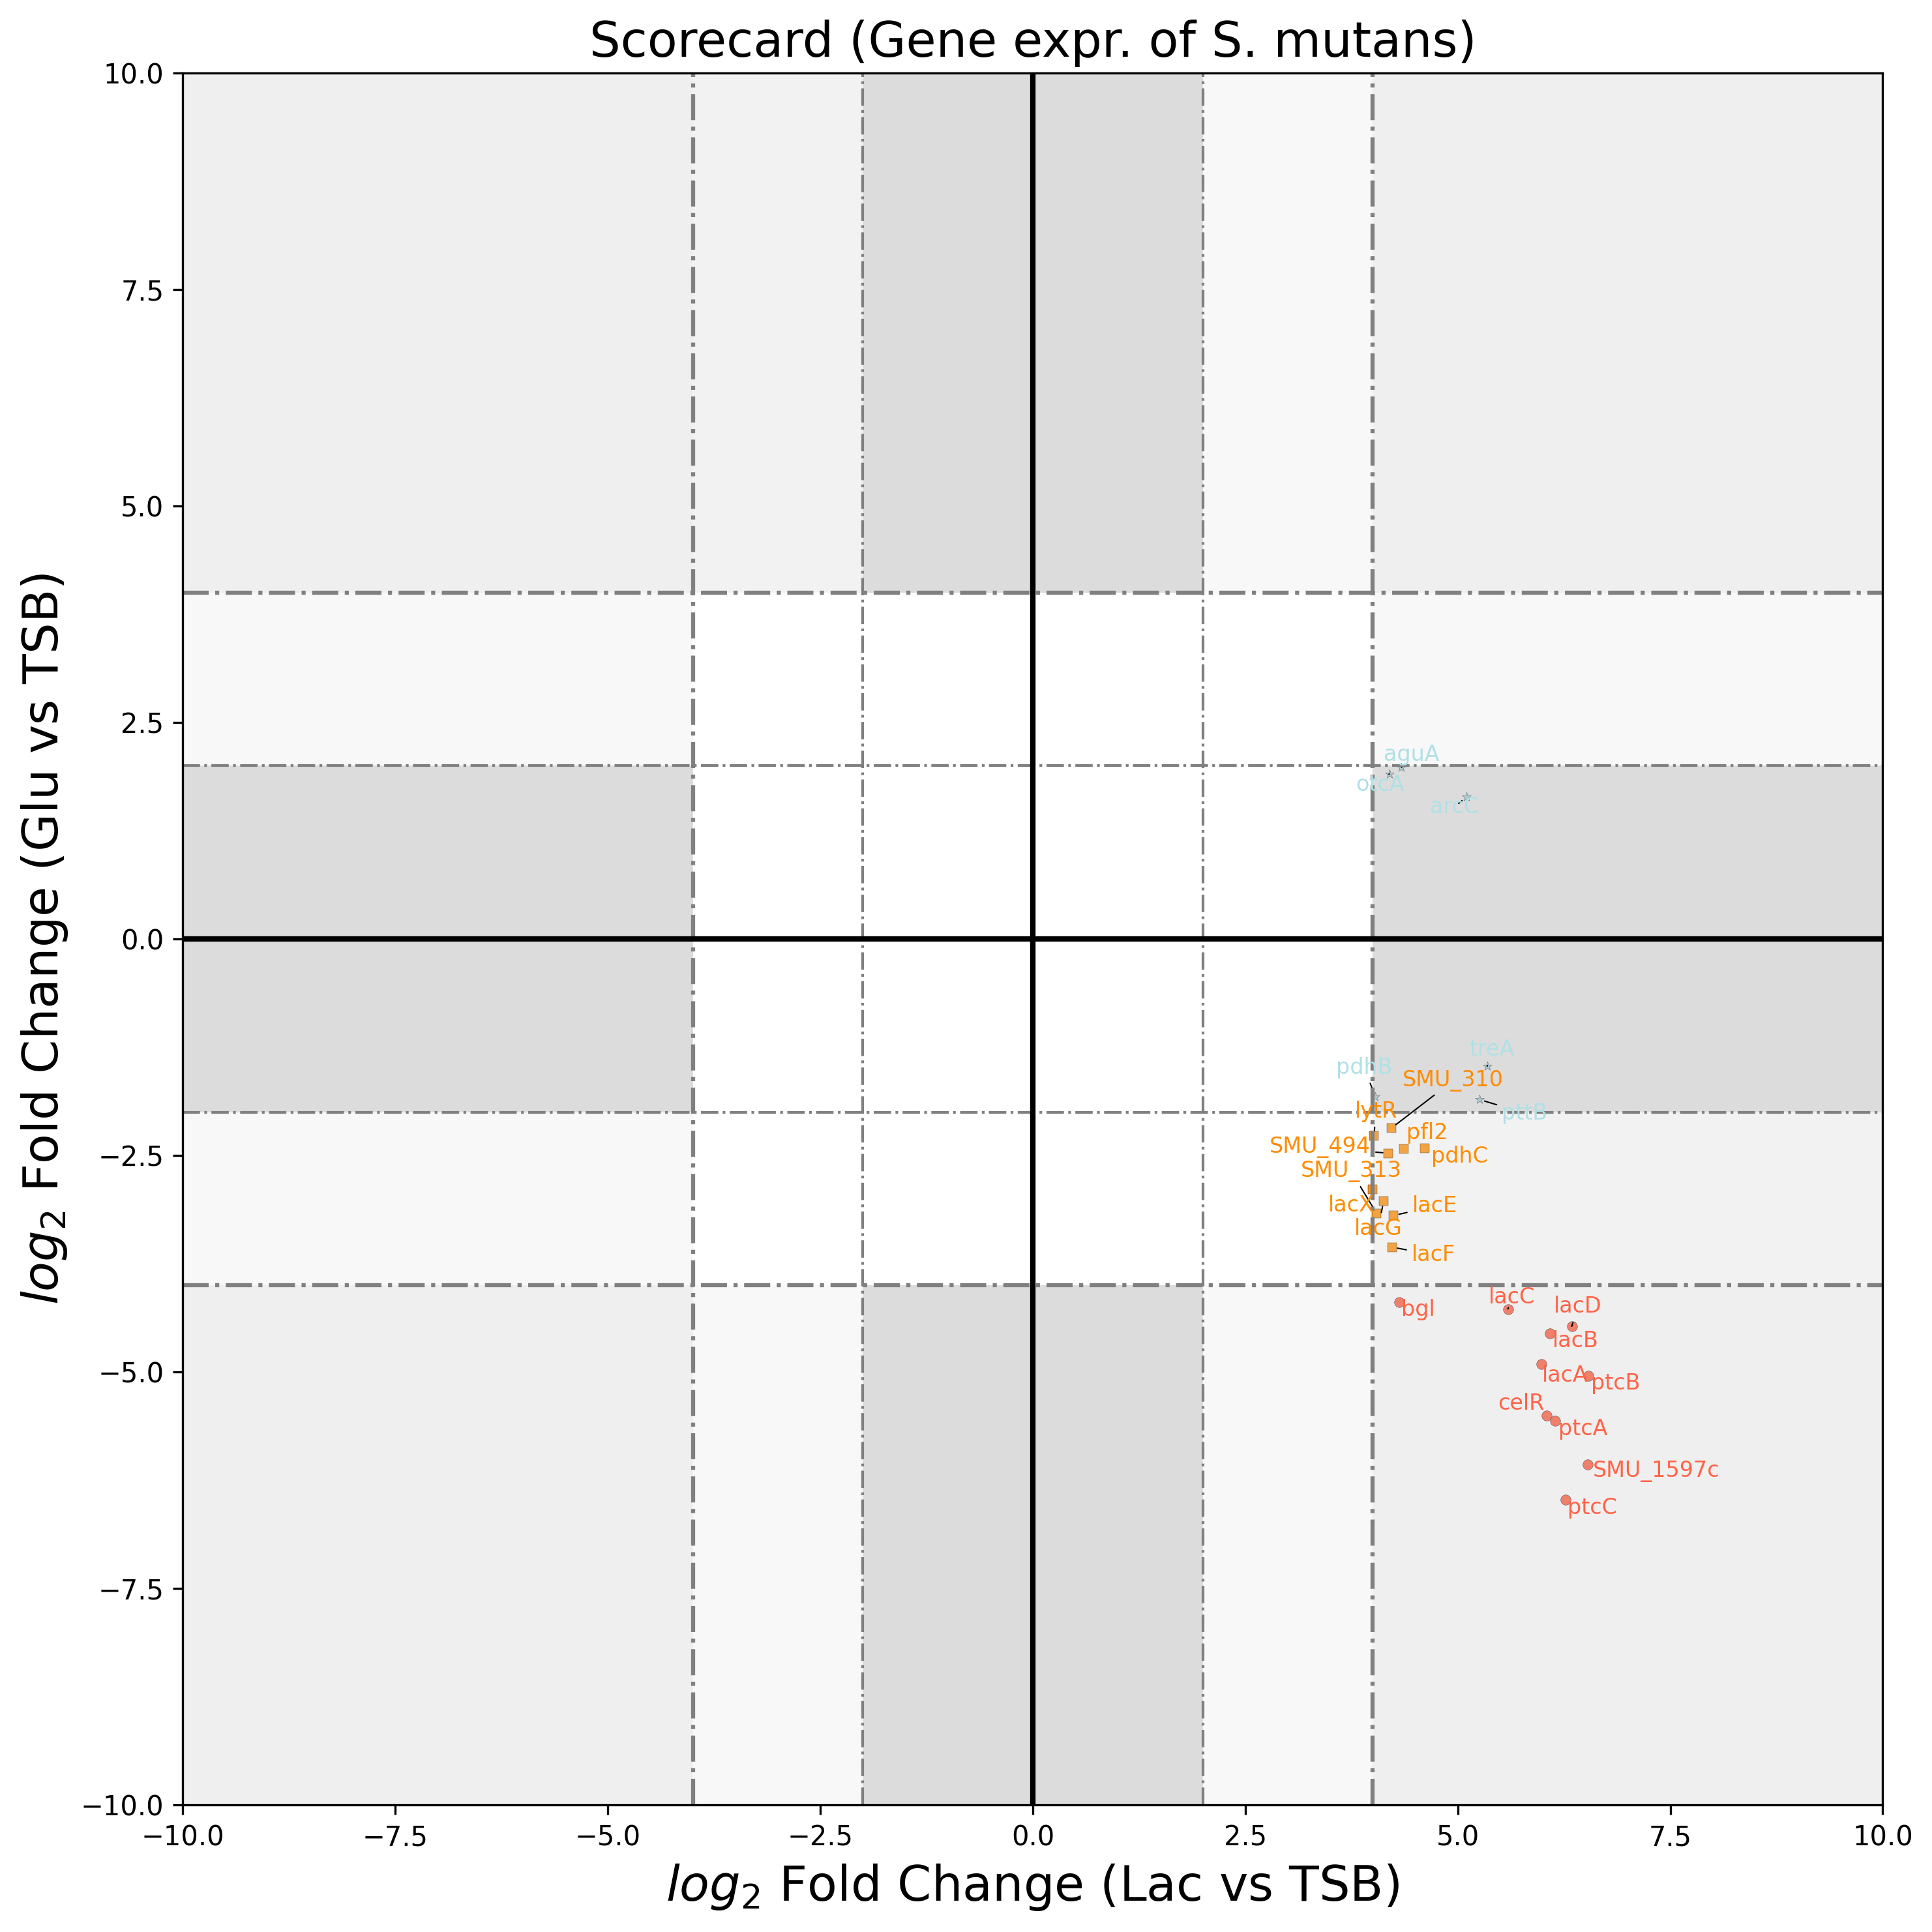 Scorecard (Gene expr. of S. mutans)
log2 Fold Change (Glu vs TSB)
10.0
7.5
5.0
2.5
0.0
−2.5
−5.0
−7.5
−10.0
aguA
otcA
arcC
treA
pdhB
SMU_310
lytR
pttB
pfl2
SMU_494
pdhC
SMU_313
lacX
lacE
lacG
lacF
lacC
lacD
bgl
lacB
lacA
ptcB
celR
ptcA
SMU_1597c
ptcC
−10.0 −7.5 −5.0 −2.5 0.0 2.5 5.0 7.5 10.0
log2 Fold Change (Lac vs TSB)